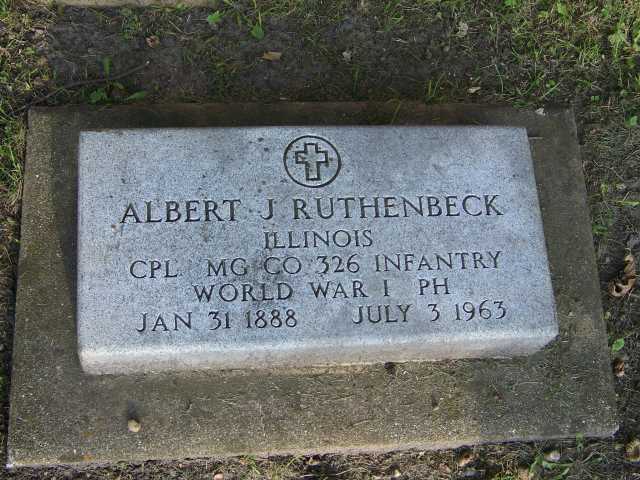 ALBERT J RUTHENBECK
ILLINOIS
CPL MG CO 326 INFANTRY
WORLD WAR I PH
JAN 31 1888 JULY 3 1963